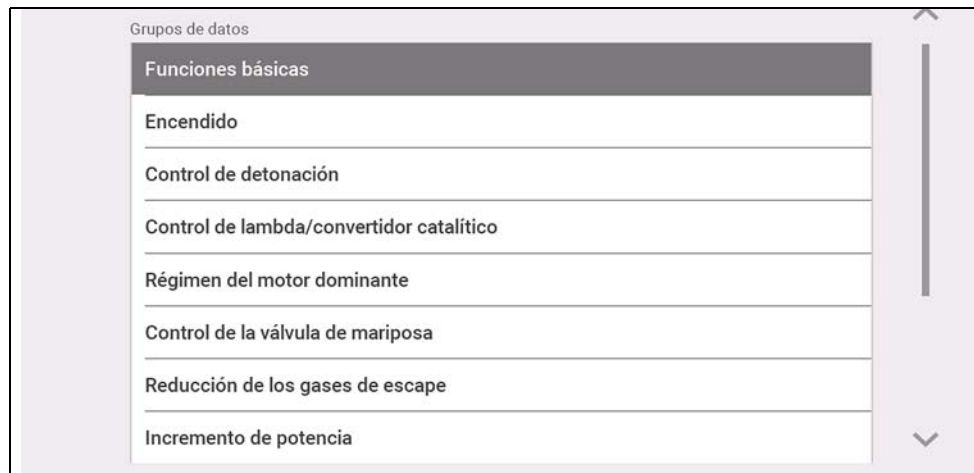 Grupos de datos
Funciones básicas
Encendido
Control de detonación
Control de lambda/convertidor catalítico
Régimen del motor dominante
Control de la válvula de mariposa
Reducción de los gases de escape
Incremento de potencia